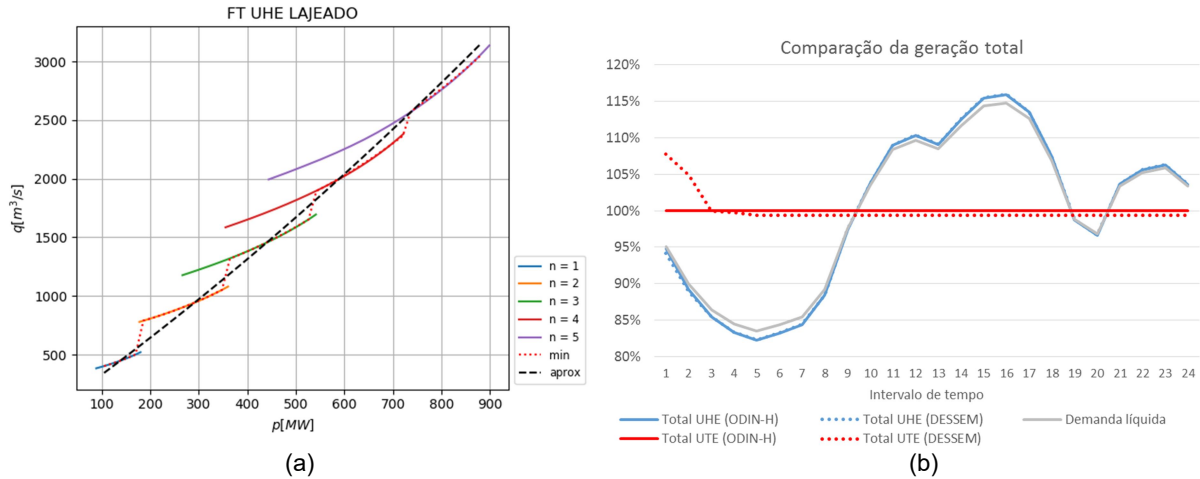 FT UHE LAJEADO
3000
2500
2000
1500
1000
500
q[m³/s]
100 200 300 400 500 600 700 800 900
p[MW]
n = 1
n = 2
n = 3
n = 4
n = 5
min
aprox
(a)
Comparação da geração total
120%
115%
110%
105%
100%
95%
90%
85%
80%
1 2 3 4 5 6 7 8 9 10 11 12 13 14 15 16 17 18 19 20 21 22 23 24
Intervalo de tempo
Total UHE (ODIN-H) Total UHE (DESSEM) Demanda líquida
Total UTE (ODIN-H) Total UTE (DESSEM)
(b)